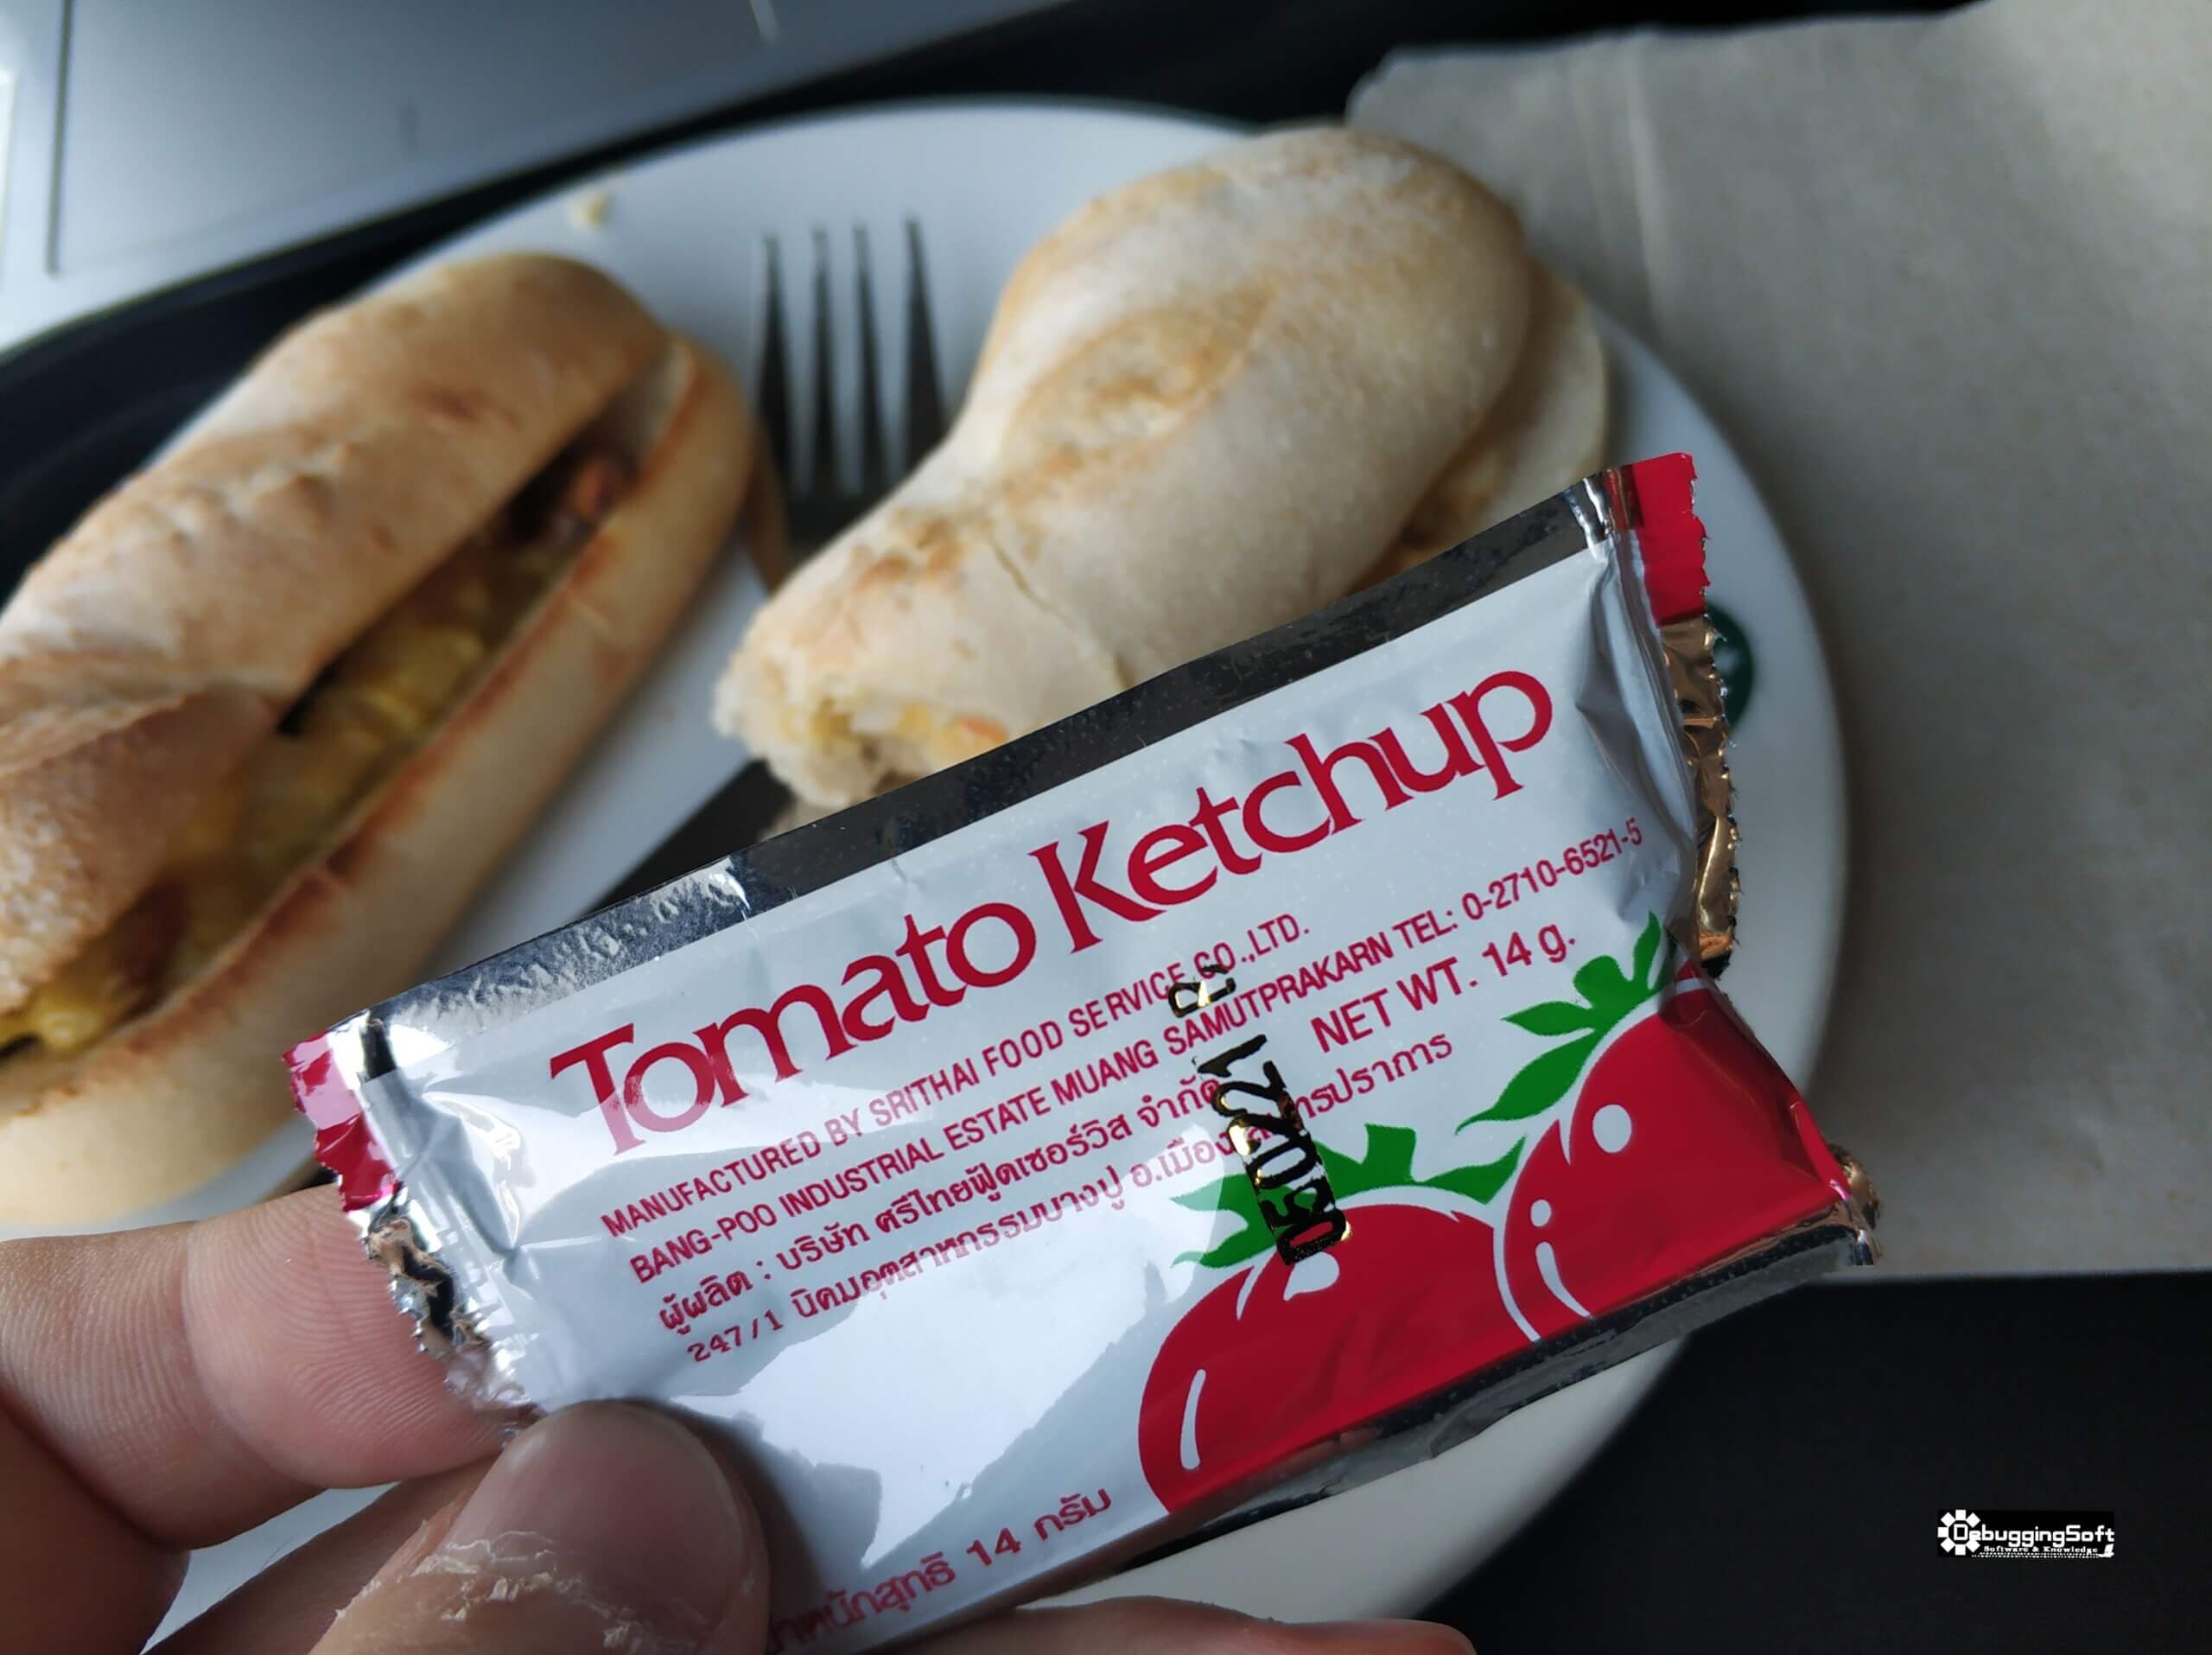 Tomato Ketchup
MANUFACTURED BY SRITHAI FOOD SERVICE CO.,LTD.
BANG-POO INDUSTRIAL ESTATE MUANG SAMUTPRAKARN TEL: 0-2710-6521-5
NET WT. 14 g.
ผู้ผลิต : บริษัท ศรีไทยฟู้ดเซอร์วิส จำกัด
247/1 นิคมอุตสาหกรรมบางปู อ.เมือง
050221
14 กรัม
DebuggingSoft
Software & Knowledge